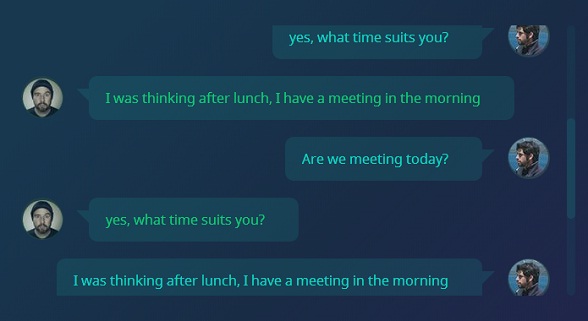 yes, what time suits you?
I was thinking after lunch, I have a meeting in the morning
Are we meeting today?
yes, what time suits you?
I was thinking after lunch, I have a meeting in the morning